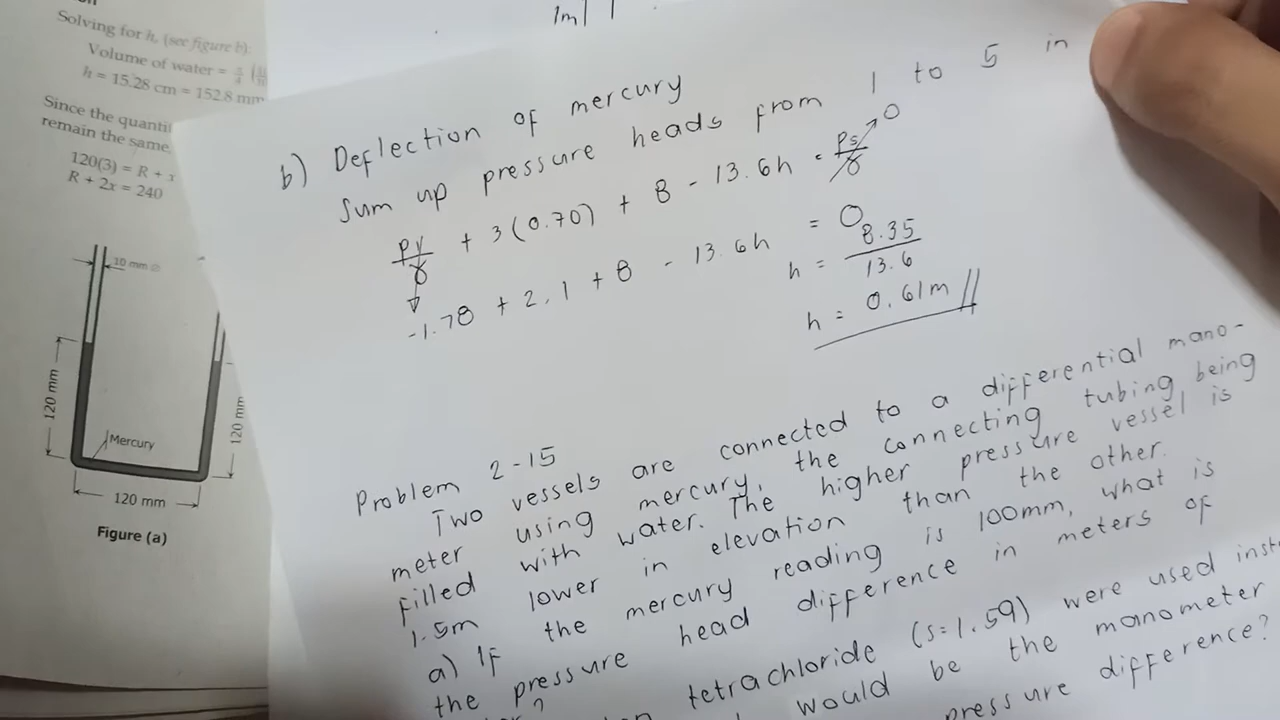 Solving for h, (see figure b):
Volume of water =
h = 15.28 cm = 152.8 mm
Since the
remain the same
120(3) = R +
R + 2x = 240
10 mm ∅
120 mm
Mercury
120 mm
120 mm
Figure (a)
1m
b) Deflection of mercury
Sum up pressure heads from 1 to 5 in
P1/γ + 3(0.70) + 8 - 13.6h = P5/γ → 0
-1.78 + 2.1 + 8 - 13.6h = 0
h = 8.35/13.6
h = 0.61m //
Problem 2-15
Two vessels are connected to a differential mano-
meter using mercury, the connecting tubing being
filled with water. The higher pressure vessel is
1.5m lower in elevation than the other.
a) If the mercury reading is 100mm, what is
the pressure head difference in meters of
tetrachloride (s=1.59) were used
would be the manometer
pressure difference?